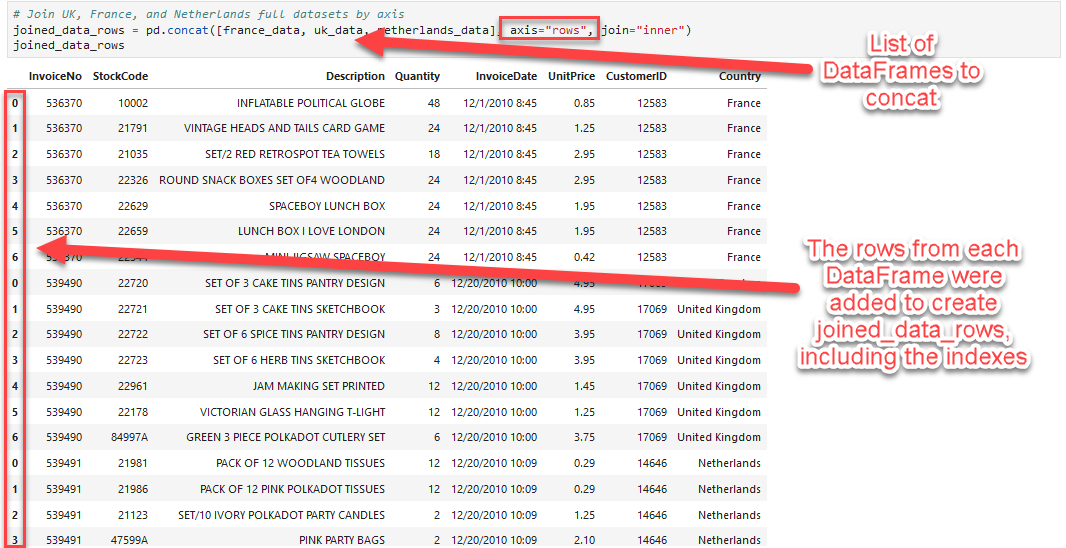 # Join UK, France, and Netherlands full datasets by axis
joined_data_rows = pd.concat([france_data, uk_data, netherlands_data], axis="rows", join="inner")
joined_data_rows
List of
DataFrames to
concat
InvoiceNo StockCode Description Quantity InvoiceDate UnitPrice CustomerID Country
0 536370 10002 INFLATABLE POLITICAL GLOBE 48 12/1/2010 8:45 0.85 12583 France
1 536370 21791 VINTAGE HEADS AND TAILS CARD GAME 24 12/1/2010 8:45 1.25 12583 France
2 536370 21035 SET/2 RED RETROSPOT TEA TOWELS 18 12/1/2010 8:45 2.95 12583 France
3 536370 22326 ROUND SNACK BOXES SET OF4 WOODLAND 24 12/1/2010 8:45 2.95 12583 France
4 536370 22629 SPACEBOY LUNCH BOX 24 12/1/2010 8:45 1.95 12583 France
5 536370 22659 LUNCH BOX I LOVE LONDON 24 12/1/2010 8:45 1.95 12583 France
6 MINI JIGSAW SPACEBOY 24 12/1/2010 8:45 0.42 12583 France
0 539490 22720 SET OF 3 CAKE TINS PANTRY DESIGN 6 12/20/2010 10:00 4.95 17069
1 539490 22721 SET OF 3 CAKE TINS SKETCHBOOK 3 12/20/2010 10:00 4.95 17069 United Kingdom
2 539490 22722 SET OF 6 SPICE TINS PANTRY DESIGN 8 12/20/2010 10:00 3.95 17069 United Kingdom
3 539490 22723 SET OF 6 HERB TINS SKETCHBOOK 4 12/20/2010 10:00 3.95 17069 United Kingdom
4 539490 22961 JAM MAKING SET PRINTED 12 12/20/2010 10:00 1.45 17069 United Kingdom
5 539490 22178 VICTORIAN GLASS HANGING T-LIGHT 12 12/20/2010 10:00 1.25 17069 United Kingdom
6 539490 84997A GREEN 3 PIECE POLKADOT CUTLERY SET 6 12/20/2010 10:00 3.75 17069 United Kingdom
0 539491 21981 PACK OF 12 WOODLAND TISSUES 12 12/20/2010 10:09 0.29 14646 Netherlands
1 539491 21986 PACK OF 12 PINK POLKADOT TISSUES 12 12/20/2010 10:09 0.29 14646 Netherlands
2 539491 21123 SET/10 IVORY POLKADOT PARTY CANDLES 2 12/20/2010 10:09 1.25 14646 Netherlands
3 539491 47599A PINK PARTY BAGS 2 12/20/2010 10:09 2.10 14646 Netherlands
The rows from each
DataFrame were
added to create
joined_data_rows,
including the indexes